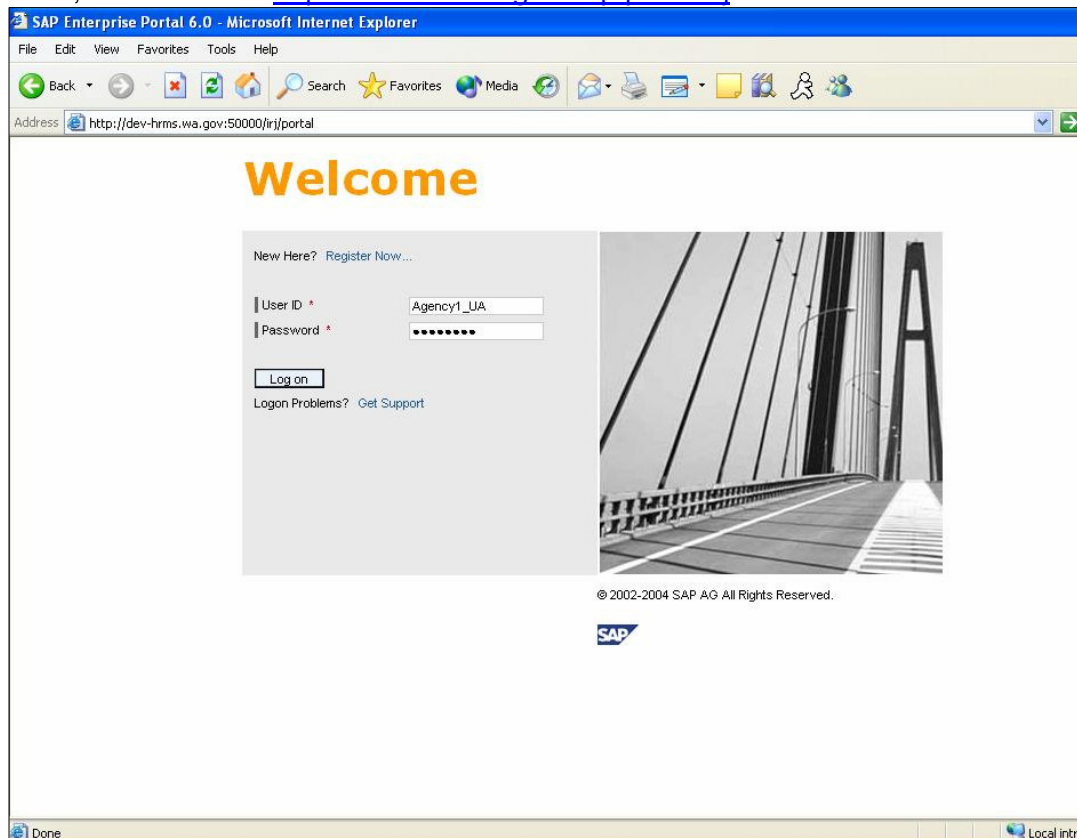 SAP Enterprise Portal 6.0 - Microsoft Internet Explorer
File Edit View Favorites Tools Help
Back Search Favorites Media
Address http://dev-hrms.wa.gov:50000/irj/portal
Welcome
New Here? Register Now...
User ID * Agency1_UA
Password * ••••••••
Log on
Logon Problems? Get Support
© 2002-2004 SAP AG All Rights Reserved.
SAP
Done Local intr